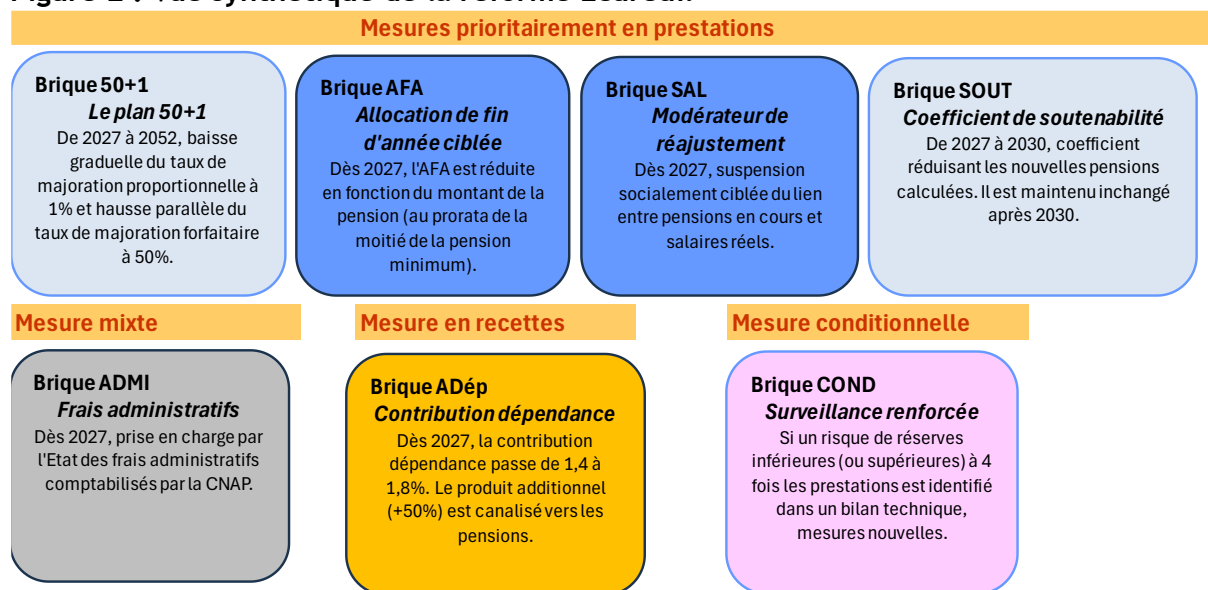 Figure 1 : Vue synthétique de la réforme Ecureuil
Mesures prioritairement en prestations
Brique 50+1
Le plan 50+1
De 2027 à 2052, baisse
graduelle du taux de
majoration proportionnelle à
1% et hausse parallèle du
taux de majoration forfaitaire
à 50%.
Brique AFA
Allocation de fin
d'année ciblée
Dès 2027, l'AFA est réduite
en fonction du montant de la
pension (au prorata de la
moitié de la pension
minimum).
Brique SAL
Modérateur de
réajustement
Dès 2027, suspension
socialement ciblée du lien
entre pensions en cours et
salaires réels.
Brique SOUT
Coefficient de soutenabilité
De 2027 à 2030, coefficient
réduisant les nouvelles pensions
calculées. Il est maintenu inchangé
après 2030.
Mesure mixte
Mesure en recettes
Mesure conditionnelle
Brique ADMI
Frais administratifs
Dès 2027, prise en charge par
l'Etat des frais administratifs
comptabilisés par la CNAP.
Brique ADép
Contribution dépendance
Dès 2027, la contribution
dépendance passe de 1,4 à
1,8%. Le produit additionnel
(+50%) est canalisé vers les
pensions.
Brique COND
Surveillance renforcée
Si un risque de réserves
inférieures (ou supérieures) à 4
fois les prestations est identifié
dans un bilan technique,
mesures nouvelles.